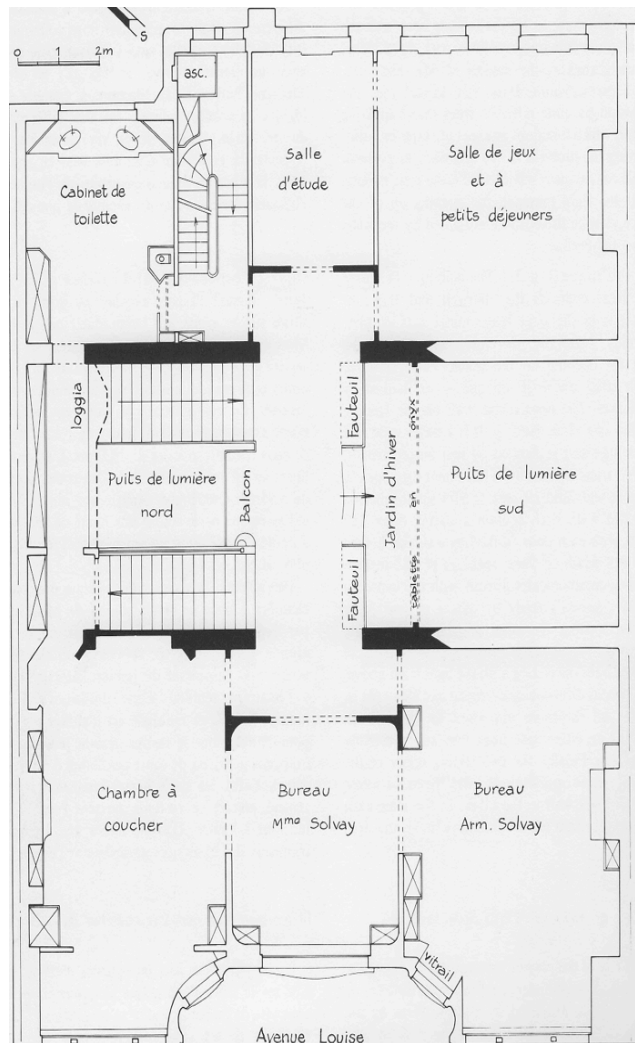 S
0 1 2m
asc.
Salle
d'étude
Salle de jeux
et à
petits déjeuners
Cabinet de
toilette
loggia
Puits de lumière
nord
Balcon
Fauteuil
Fauteuil
Jardin d'hiver
tablette en onyx
Puits de lumière
sud
Chambre à
coucher
Bureau
Mme Solvay
Bureau
Arm. Solvay
vitrail
Avenue Louise